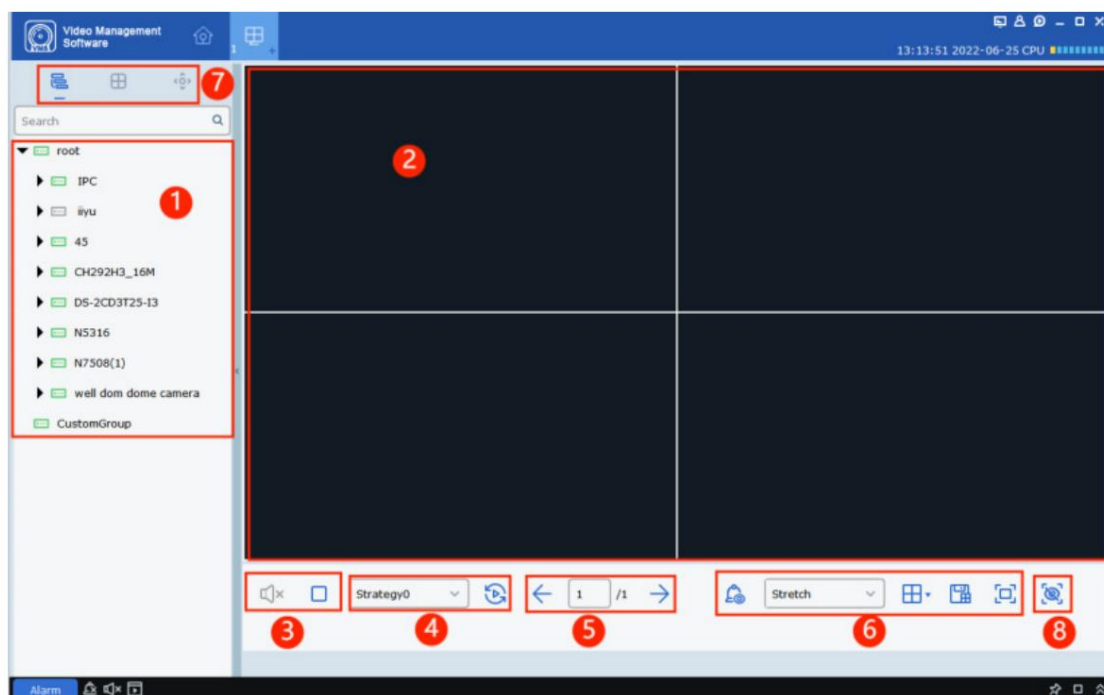 Video Management
Software
1
13:13:51 2022-06-25 CPU
7
Search
root
IPC
iiyu
45
CH292H3_16M
DS-2CD3T25-I3
N5316
N7508(1)
well dom dome camera
CustomGroup
1
2
Strategy0
1 /1
Stretch
3
4
5
6
8
Alarm